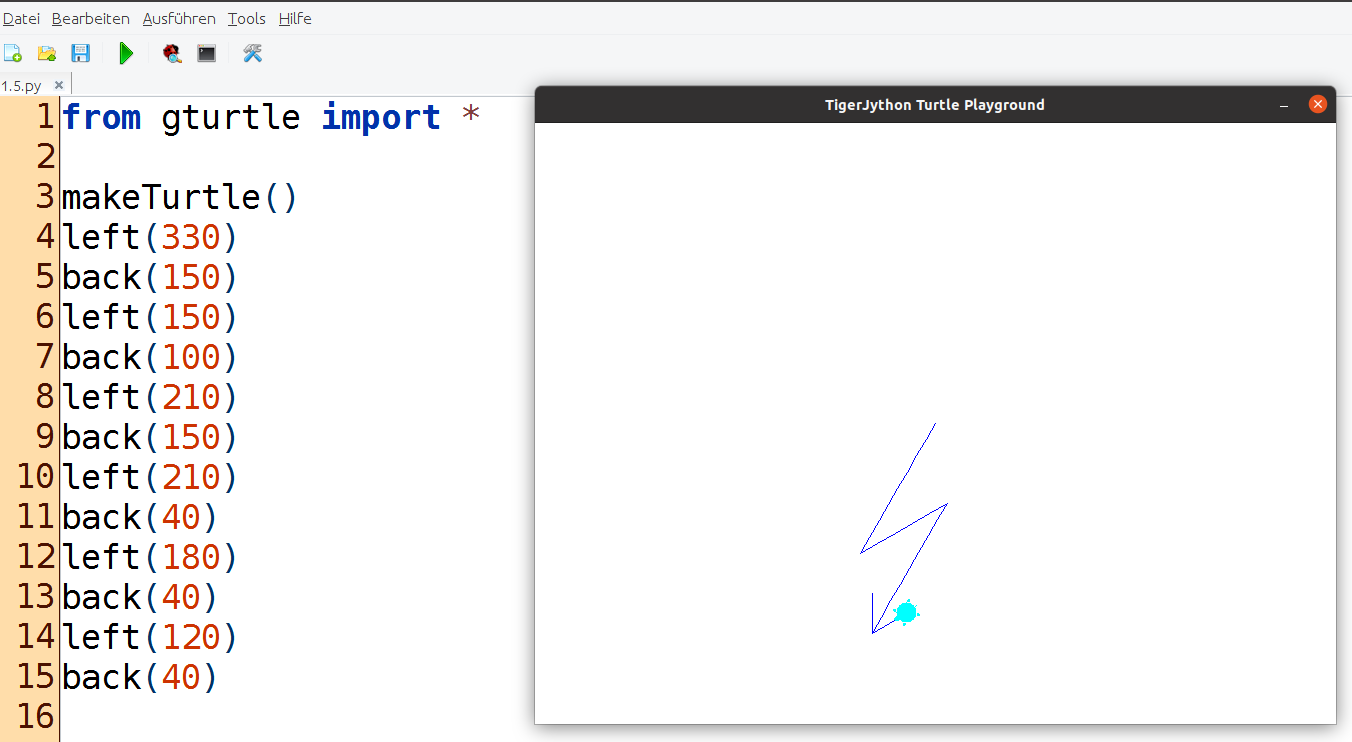 Datei Bearbeiten Ausführen Tools Hilfe
1.5.py
TigerJython Turtle Playground
1 from gturtle import *
2
3 makeTurtle()
4 left(330)
5 back(150)
6 left(150)
7 back(100)
8 left(210)
9 back(150)
10 left(210)
11 back(40)
12 left(180)
13 back(40)
14 left(120)
15 back(40)
16